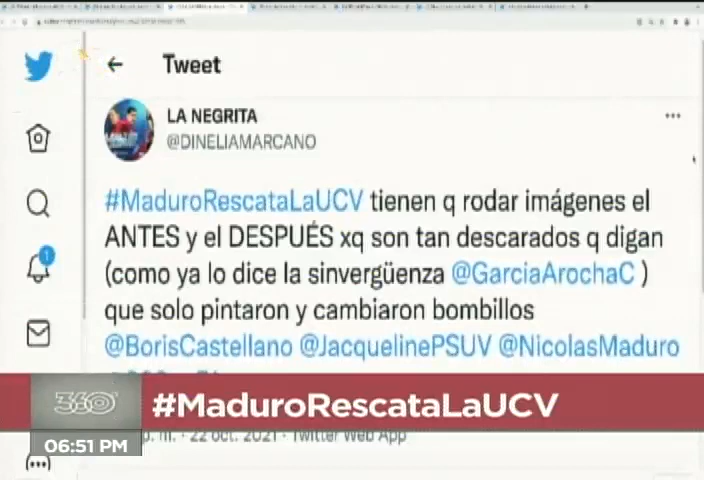 Tweet
LA NEGRITA
@DINELIAMARCANO
#MaduroRescataLaUCV tienen q rodar imágenes el
ANTES y el DESPUÉS xq son tan descarados q digan
(como ya lo dice la sinvergüenza @GarciaArochaC )
que solo pintaron y cambiaron bombillos
@BorisCastellano @JacquelinePSUV @NicolasMaduro
360°
#MaduroRescataLaUCV
06:51 PM
p. m. · 22 oct. 2021 · Twitter Web App
1